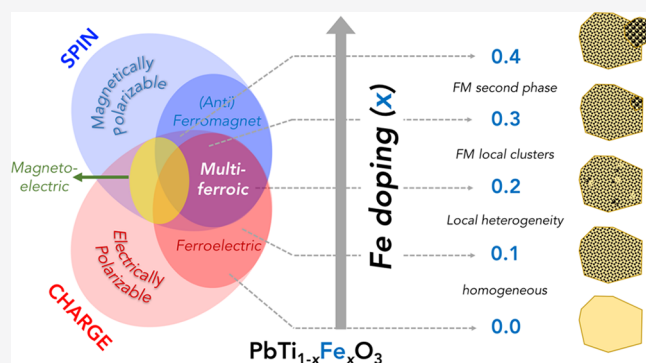 SPIN
Magnetically
Polarizable
(Anti)
Ferromagnet
Magneto-
electric
Multi-
ferroic
Ferroelectric
Electrically
Polarizable
CHARGE
Fe doping (x)
0.4
FM second phase
0.3
FM local clusters
0.2
Local heterogeneity
0.1
homogeneous
0.0
PbTi1-xFexO3